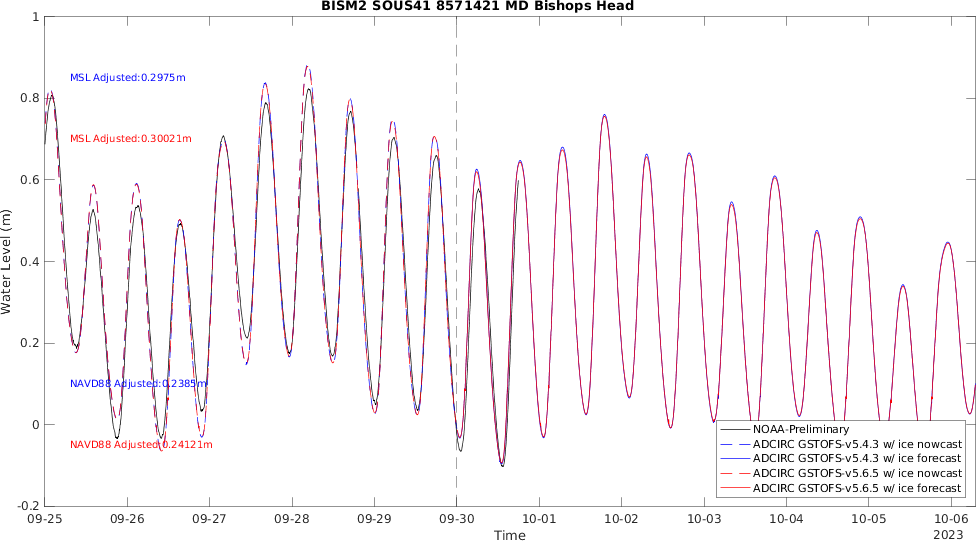 BISM2 SOUS41 8571421 MD Bishops Head
1
0.8
0.6
0.4
0.2
0
-0.2
Water Level (m)
MSL Adjusted:0.2975m
MSL Adjusted:0.30021m
NAVD88 Adjusted:0.2385m
NAVD88 Adjusted:0.24121m
NOAA-Preliminary
ADCIRC GSTOFS-v5.4.3 w/ ice nowcast
ADCIRC GSTOFS-v5.4.3 w/ ice forecast
ADCIRC GSTOFS-v5.6.5 w/ ice nowcast
ADCIRC GSTOFS-v5.6.5 w/ ice forecast
09-25 09-26 09-27 09-28 09-29 09-30 10-01 10-02 10-03 10-04 10-05 10-06
2023
Time